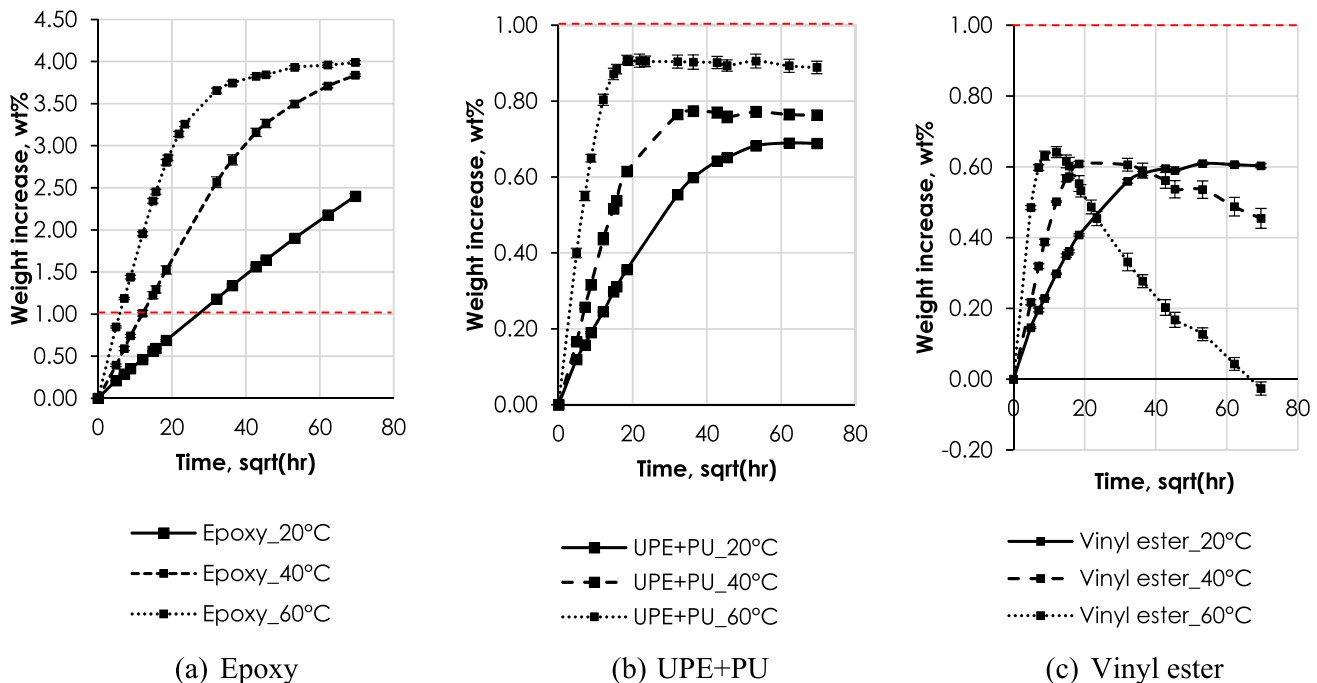 4.50
4.00
3.50
3.00
2.50
2.00
1.50
1.00
0.50
0.00
Weight increase, wt%
0 20 40 60 80
Time, sqrt(hr)
Epoxy_20°C
Epoxy_40°C
Epoxy_60°C
(a) Epoxy
1.00
0.80
0.60
0.40
0.20
0.00
Weight increase, wt%
0 20 40 60 80
Time, sqrt(hr)
UPE+PU_20°C
UPE+PU_40°C
UPE+PU_60°C
(b) UPE+PU
1.00
0.80
0.60
0.40
0.20
0.00
-0.20
Weight increase, wt%
0 20 40 60 80
Time, sqrt(hr)
Vinyl ester_20°C
Vinyl ester_40°C
Vinyl ester_60°C
(c) Vinyl ester